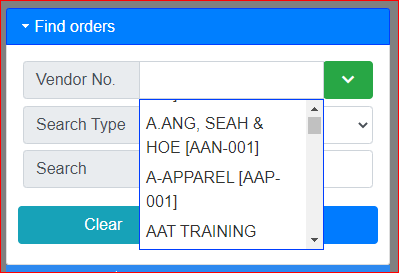 Find orders
Vendor No.
Search Type
A.ANG, SEAH &
HOE [AAN-001]
A-APPAREL [AAP-
001]
AAT TRAINING
Search
Clear